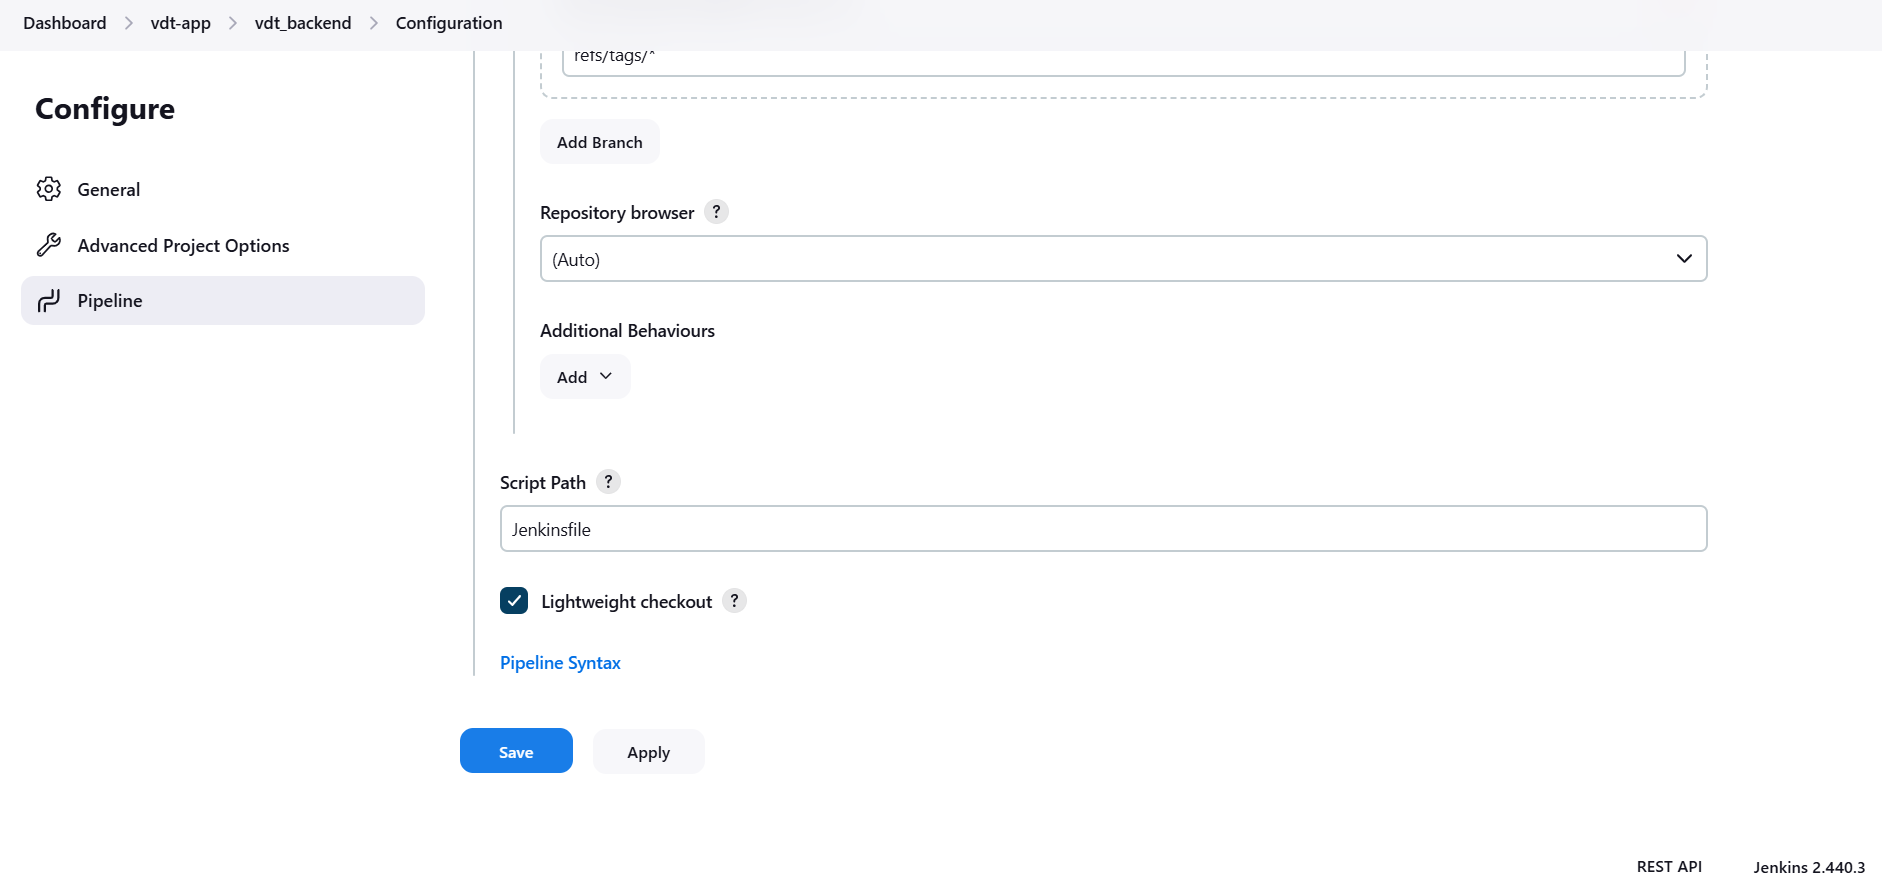 Dashboard > vdt-app > vdt_backend > Configuration
refs/tags/*
Configure
General
Advanced Project Options
Pipeline
Add Branch
Repository browser ?
(Auto)
Additional Behaviours
Add
Script Path ?
Jenkinsfile
Lightweight checkout ?
Pipeline Syntax
Save
Apply
REST API
Jenkins 2.440.3